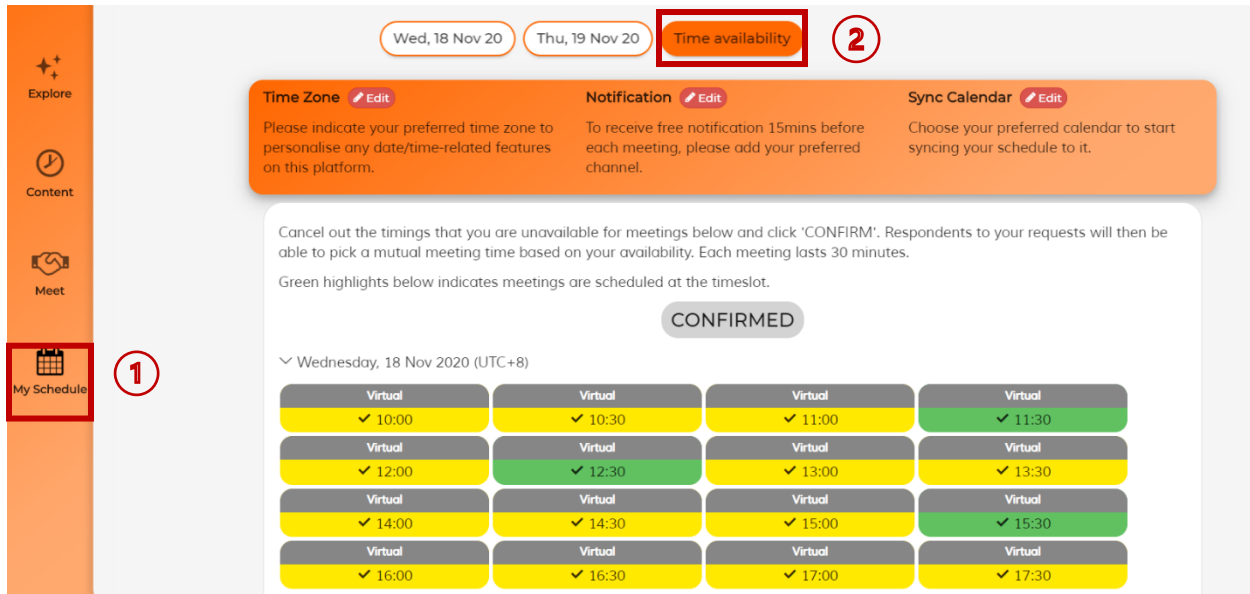 Wed, 18 Nov 20
Thu, 19 Nov 20
Time availability
2
Explore
Content
Meet
My Schedule
1
Time Zone Edit
Please indicate your preferred time zone to
personalise any date/time-related features
on this platform.
Notification Edit
To receive free notification 15mins before
each meeting, please add your preferred
channel.
Sync Calendar Edit
Choose your preferred calendar to start
syncing your schedule to it.
Cancel out the timings that you are unavailable for meetings below and click 'CONFIRM'. Respondents to your requests will then be
able to pick a mutual meeting time based on your availability. Each meeting lasts 30 minutes.
Green highlights below indicates meetings are scheduled at the timeslot.
CONFIRMED
Wednesday, 18 Nov 2020 (UTC+8)
Virtual Virtual Virtual Virtual
✓ 10:00 ✓ 10:30 ✓ 11:00 ✓ 11:30
Virtual Virtual Virtual Virtual
✓ 12:00 ✓ 12:30 ✓ 13:00 ✓ 13:30
Virtual Virtual Virtual Virtual
✓ 14:00 ✓ 14:30 ✓ 15:00 ✓ 15:30
Virtual Virtual Virtual Virtual
✓ 16:00 ✓ 16:30 ✓ 17:00 ✓ 17:30